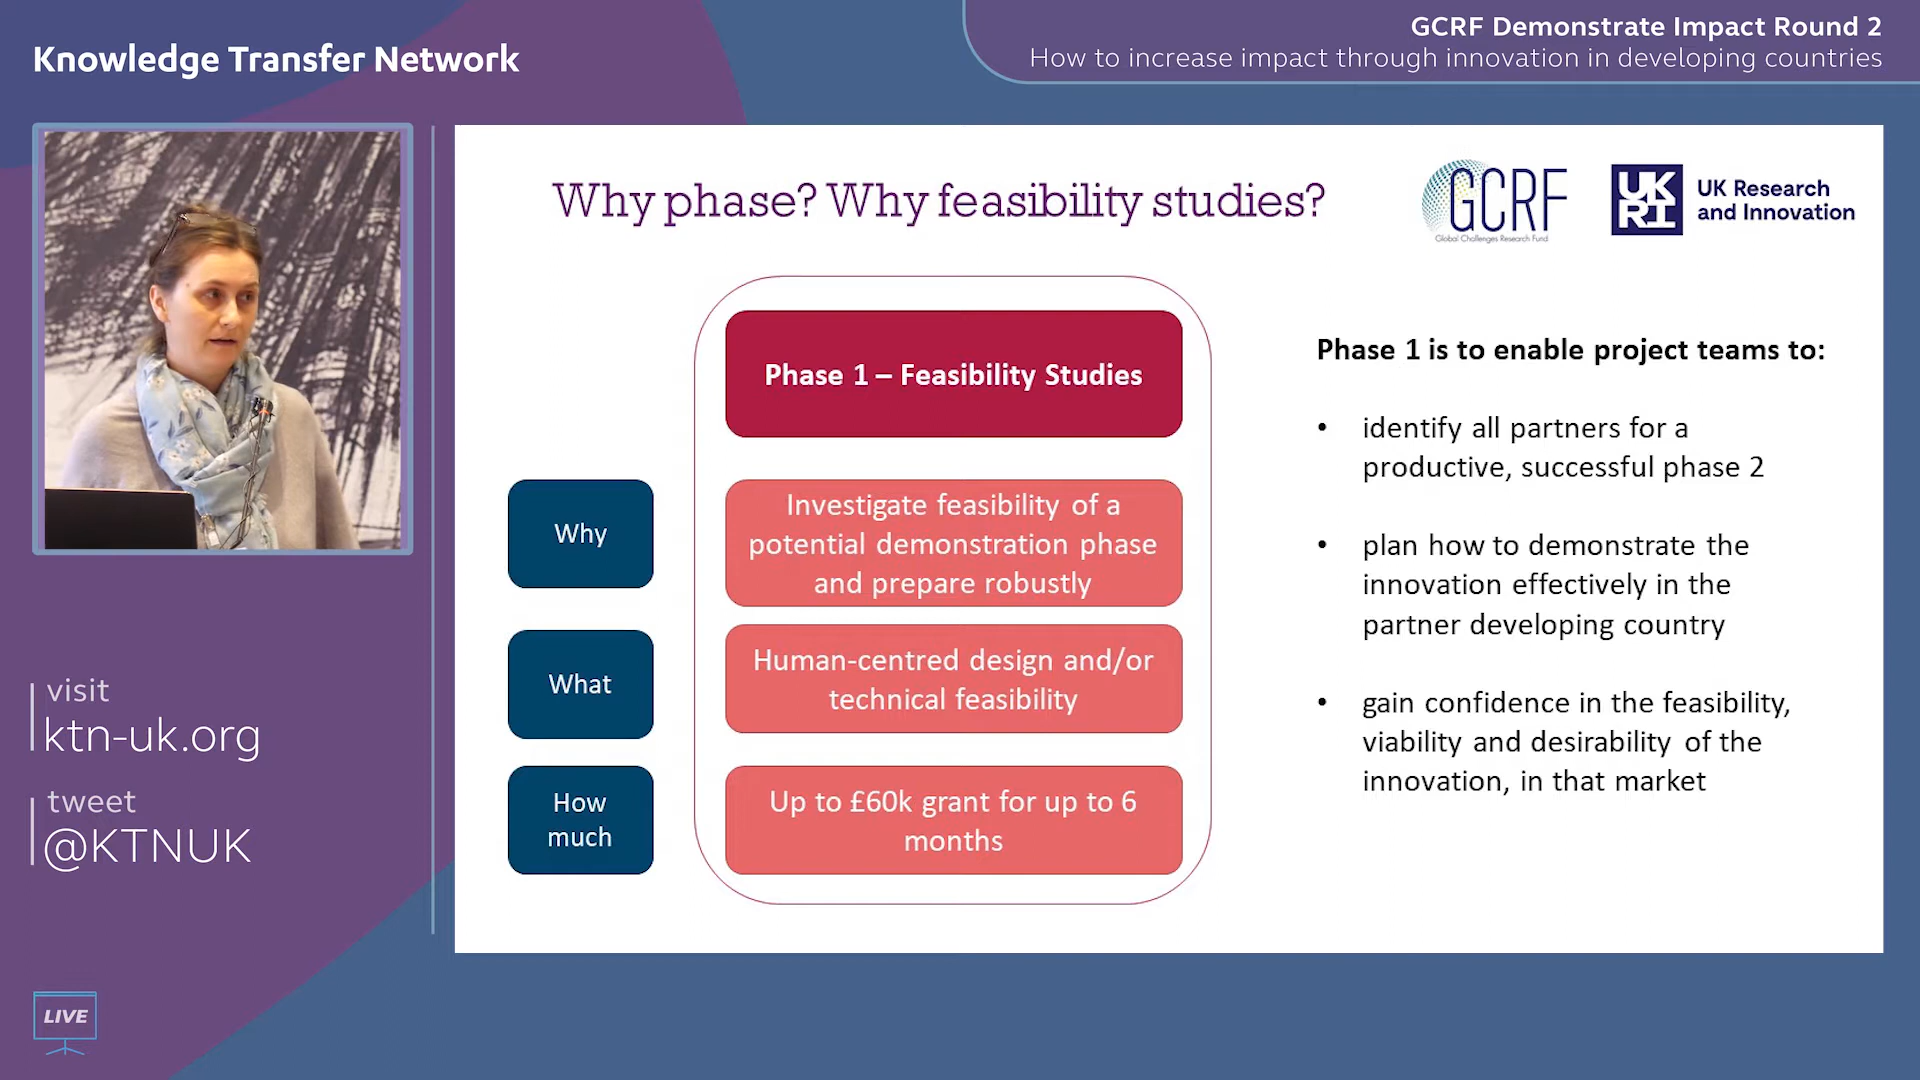 Knowledge Transfer Network
GCRF Demonstrate Impact Round 2
How to increase impact through innovation in developing countries
Why phase? Why feasibility studies?
GCRF
Global Challenges Research Fund
UK
RI
UK Research
and Innovation
Phase 1 – Feasibility Studies
Why
Investigate feasibility of a
potential demonstration phase
and prepare robustly
What
Human-centred design and/or
technical feasibility
How
much
Up to £60k grant for up to 6
months
Phase 1 is to enable project teams to:
• identify all partners for a
productive, successful phase 2
• plan how to demonstrate the
innovation effectively in the
partner developing country
• gain confidence in the feasibility,
viability and desirability of the
innovation, in that market
visit
ktn-uk.org
tweet
@KTNUK
LIVE